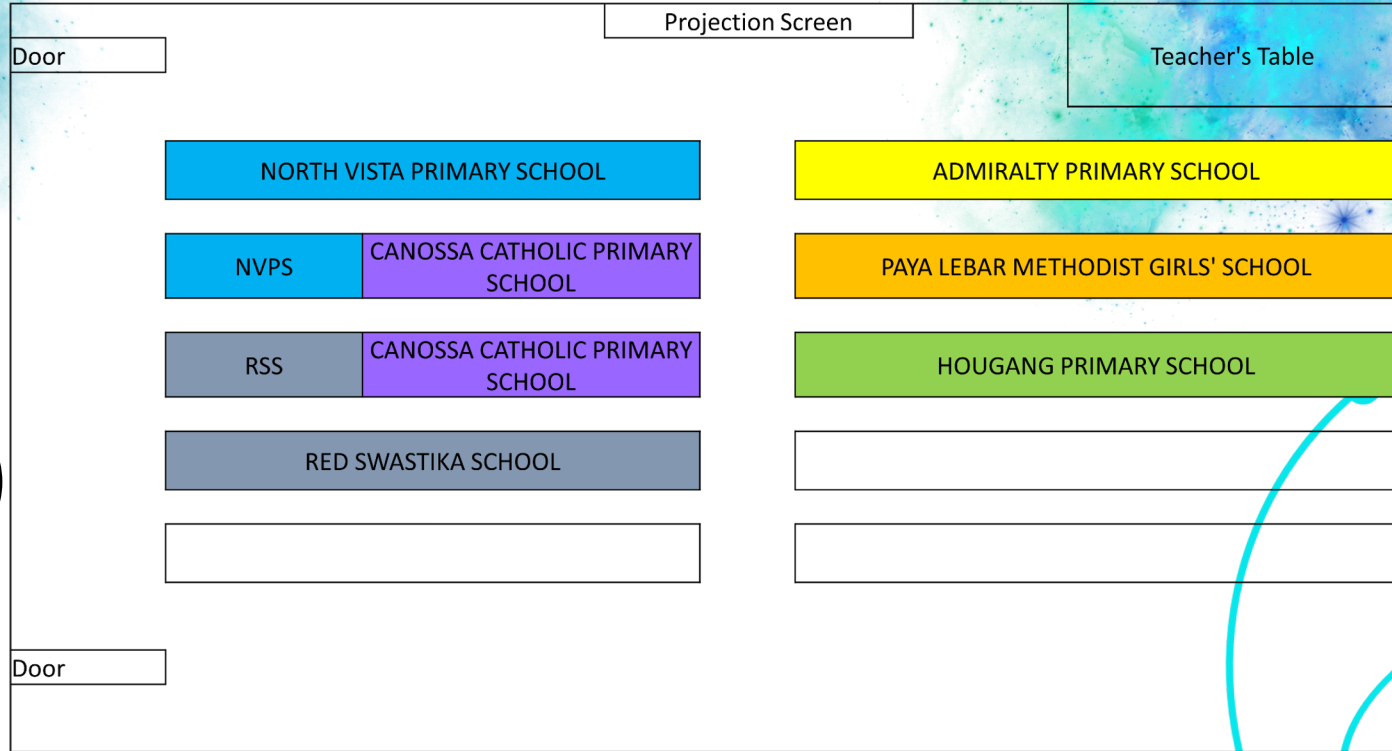 Projection Screen
Door
Teacher's Table
NORTH VISTA PRIMARY SCHOOL
ADMIRALTY PRIMARY SCHOOL
NVPS
CANOSSA CATHOLIC PRIMARY
SCHOOL
PAYA LEBAR METHODIST GIRLS' SCHOOL
RSS
CANOSSA CATHOLIC PRIMARY
SCHOOL
HOUGANG PRIMARY SCHOOL
RED SWASTIKA SCHOOL
Door